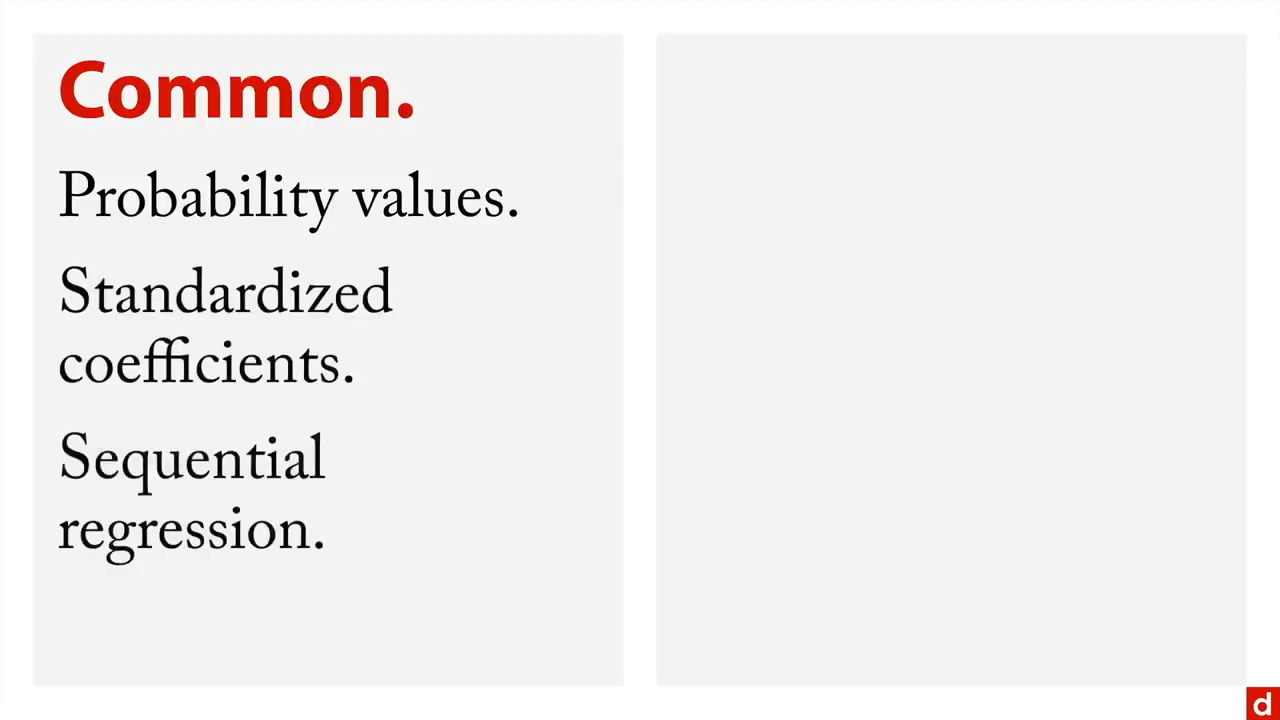 Common.
Probability values.
Standardized
coefficients.
Sequential
regression.
d